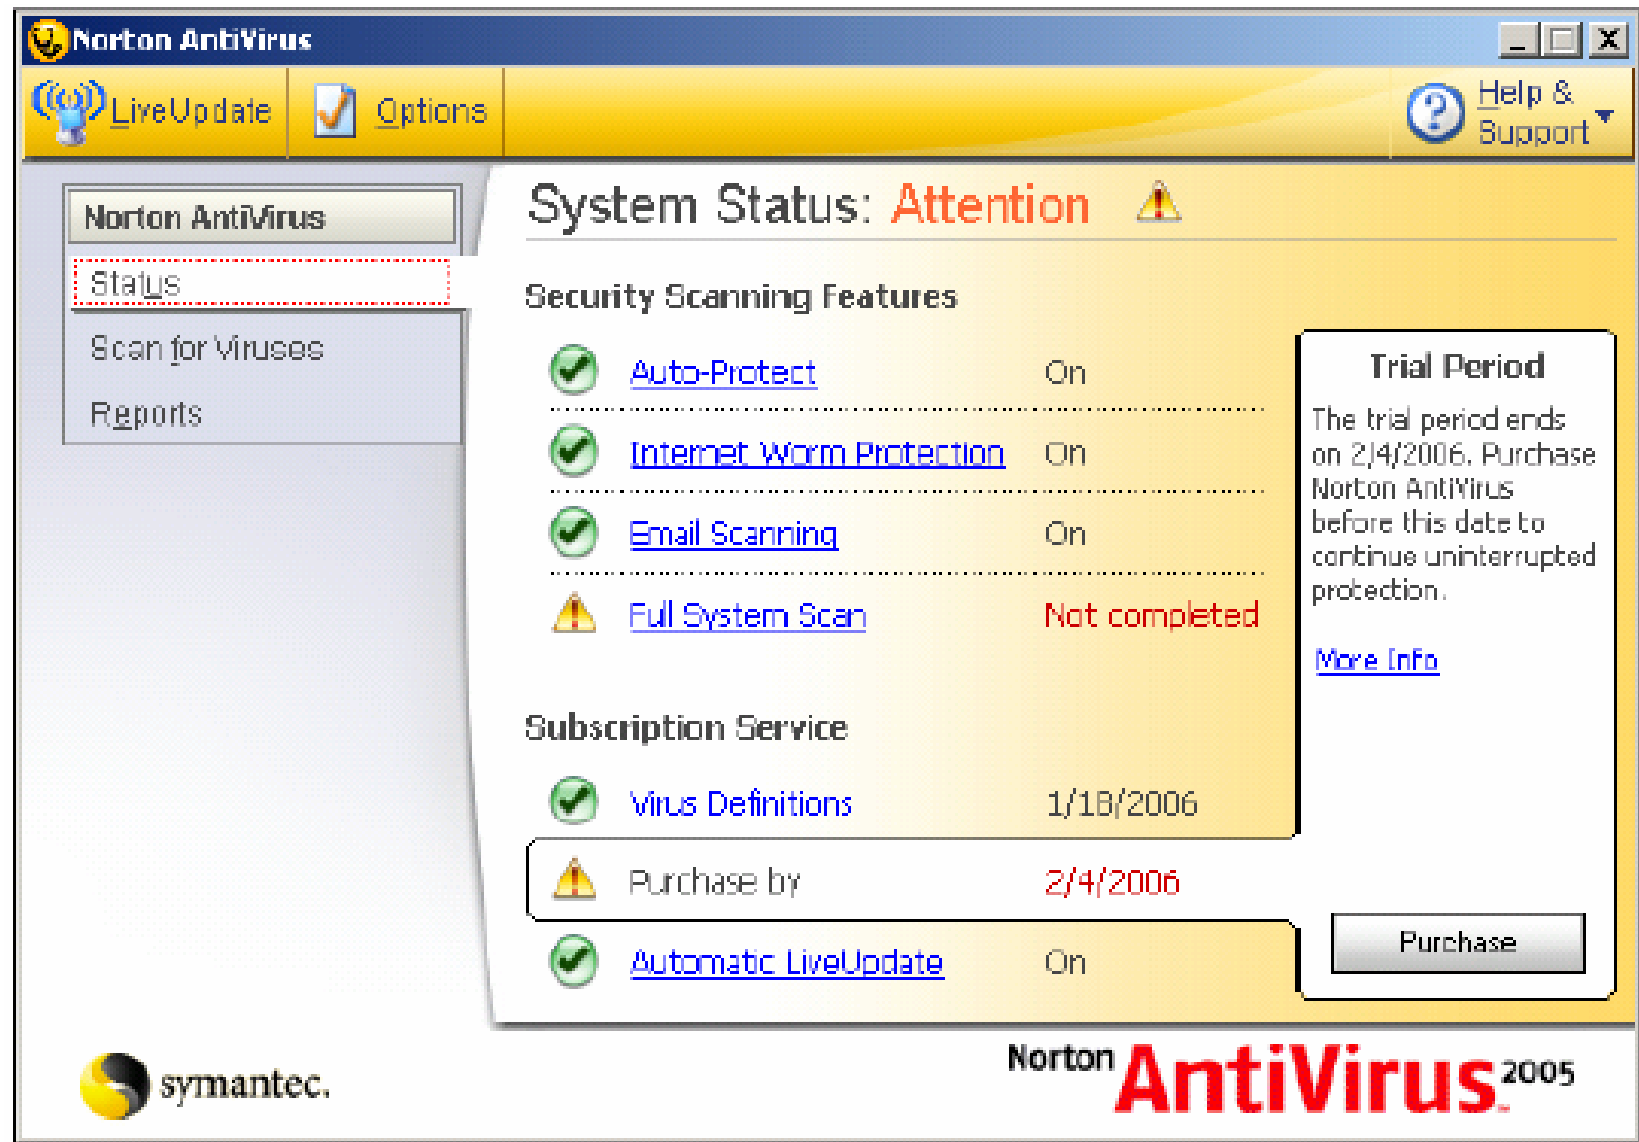 Norton AntiVirus
LiveUpdate
Options
Help &
Support
Norton AntiVirus
Status
Scan for Viruses
Reports
System Status: Attention
Security Scanning Features
Auto-Protect On
Internet Worm Protection On
Email Scanning On
Full System Scan Not completed
Subscription Service
Virus Definitions 1/18/2006
Purchase by 2/4/2006
Automatic LiveUpdate On
Trial Period
The trial period ends
on 2/4/2006. Purchase
Norton AntiVirus
before this date to
continue uninterrupted
protection.
More Info
Purchase
symantec.
Norton AntiVirus 2005